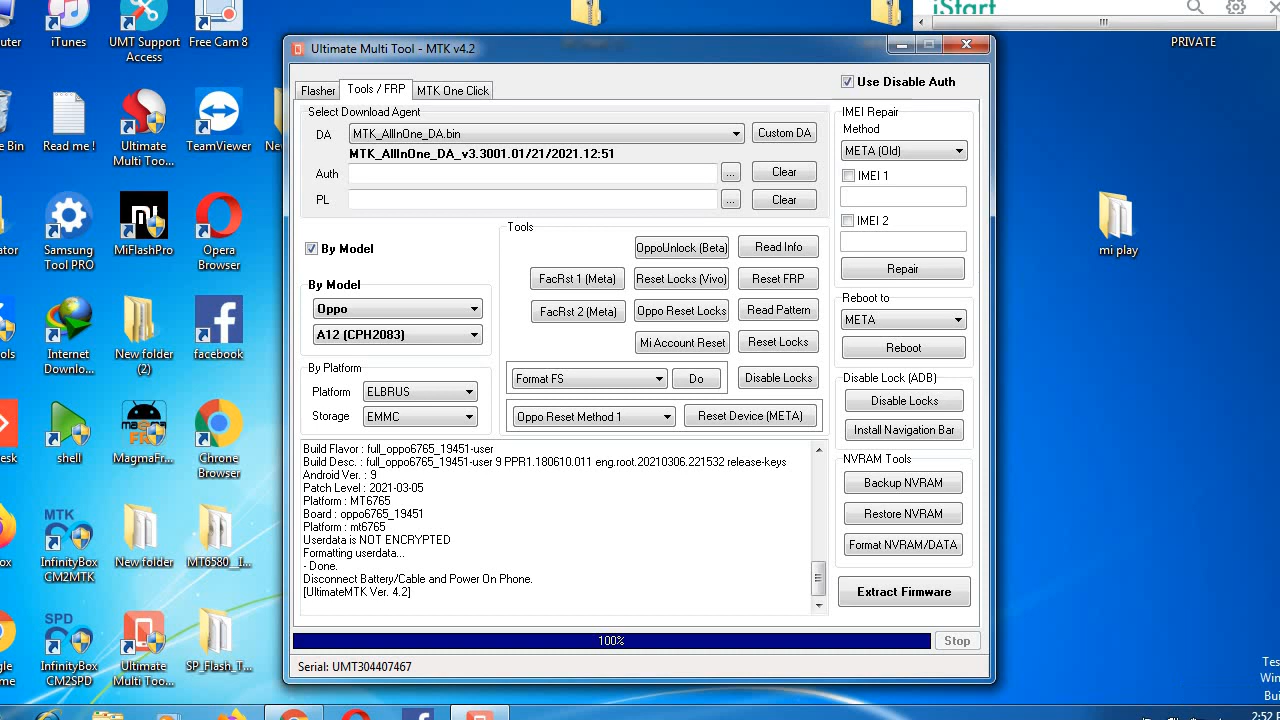 iStart
PRIVATE
iTunes
UMT Support
Access
Free Cam 8
Read me !
Ultimate
Multi Too...
TeamViewer
Samsung
Tool PRO
MiFlashPro
Opera
Browser
Internet
Downlo...
New folder
(2)
facebook
shell
MagmaFr...
Chrome
Browser
MTK
InfinityBox
CM2MTK
New folder
MT6580__I...
SPD
InfinityBox
CM2SPD
Ultimate
Multi Too...
SP_Flash_T...
mi play
Ultimate Multi Tool - MTK v4.2
Flasher
Tools / FRP
MTK One Click
Use Disable Auth
Select Download Agent
DA
MTK_AllInOne_DA.bin
Custom DA
MTK_AllInOne_DA_v3.3001.01/21/2021.12:51
Auth
...
Clear
PL
...
Clear
By Model
By Model
Oppo
A12 (CPH2083)
By Platform
Platform
ELBRUS
Storage
EMMC
Tools
OppoUnlock (Beta)
Read Info
FacRst 1 (Meta)
Reset Locks (Vivo)
Reset FRP
FacRst 2 (Meta)
Oppo Reset Locks
Read Pattern
Mi Account Reset
Reset Locks
Format FS
Do
Disable Locks
Oppo Reset Method 1
Reset Device (META)
IMEI Repair
Method
META (Old)
IMEI 1
IMEI 2
Repair
Reboot to
META
Reboot
Disable Lock (ADB)
Disable Locks
Install Navigation Bar
NVRAM Tools
Backup NVRAM
Restore NVRAM
Format NVRAM/DATA
Extract Firmware
Build Flavor : full_oppo6765_19451-user
Build Desc. : full_oppo6765_19451-user 9 PPR1.180610.011 eng.root.20210306.221532 release-keys
Android Ver. : 9
Patch Level : 2021-03-05
Platform : MT6765
Board : oppo6765_19451
Platform : mt6765
Userdata is NOT ENCRYPTED
Formatting userdata...
- Done.
Disconnect Battery/Cable and Power On Phone.
[UltimateMTK Ver. 4.2]
100%
Stop
Serial: UMT304407467